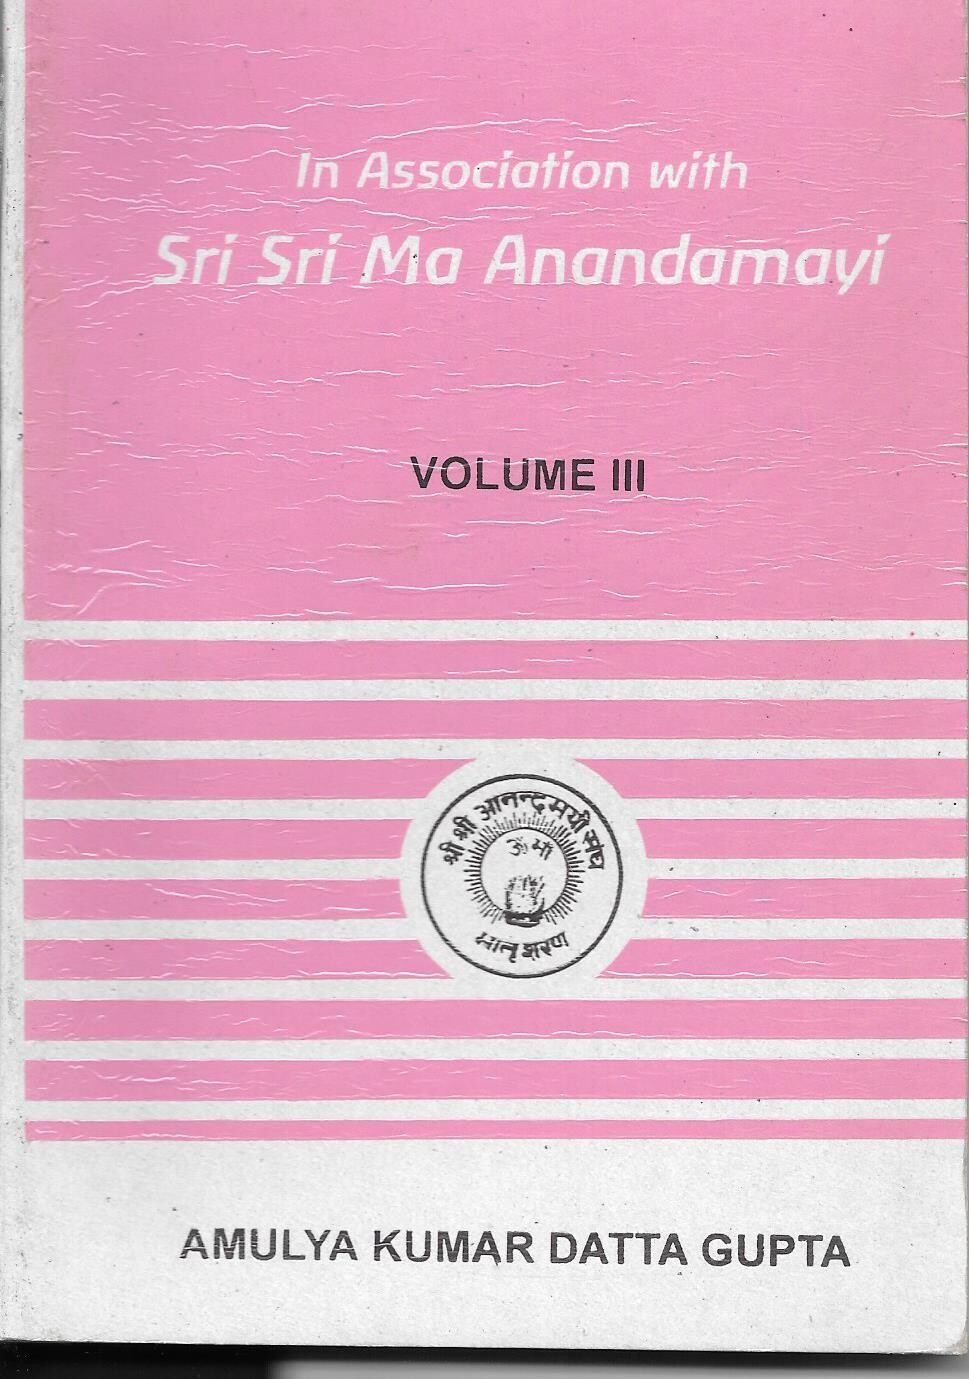 In Association with
Sri Sri Ma Anandamayi
VOLUME III
श्री श्री आनन्दमयी संघ
ॐ माँ
मातृ शरण
AMULYA KUMAR DATTA GUPTA